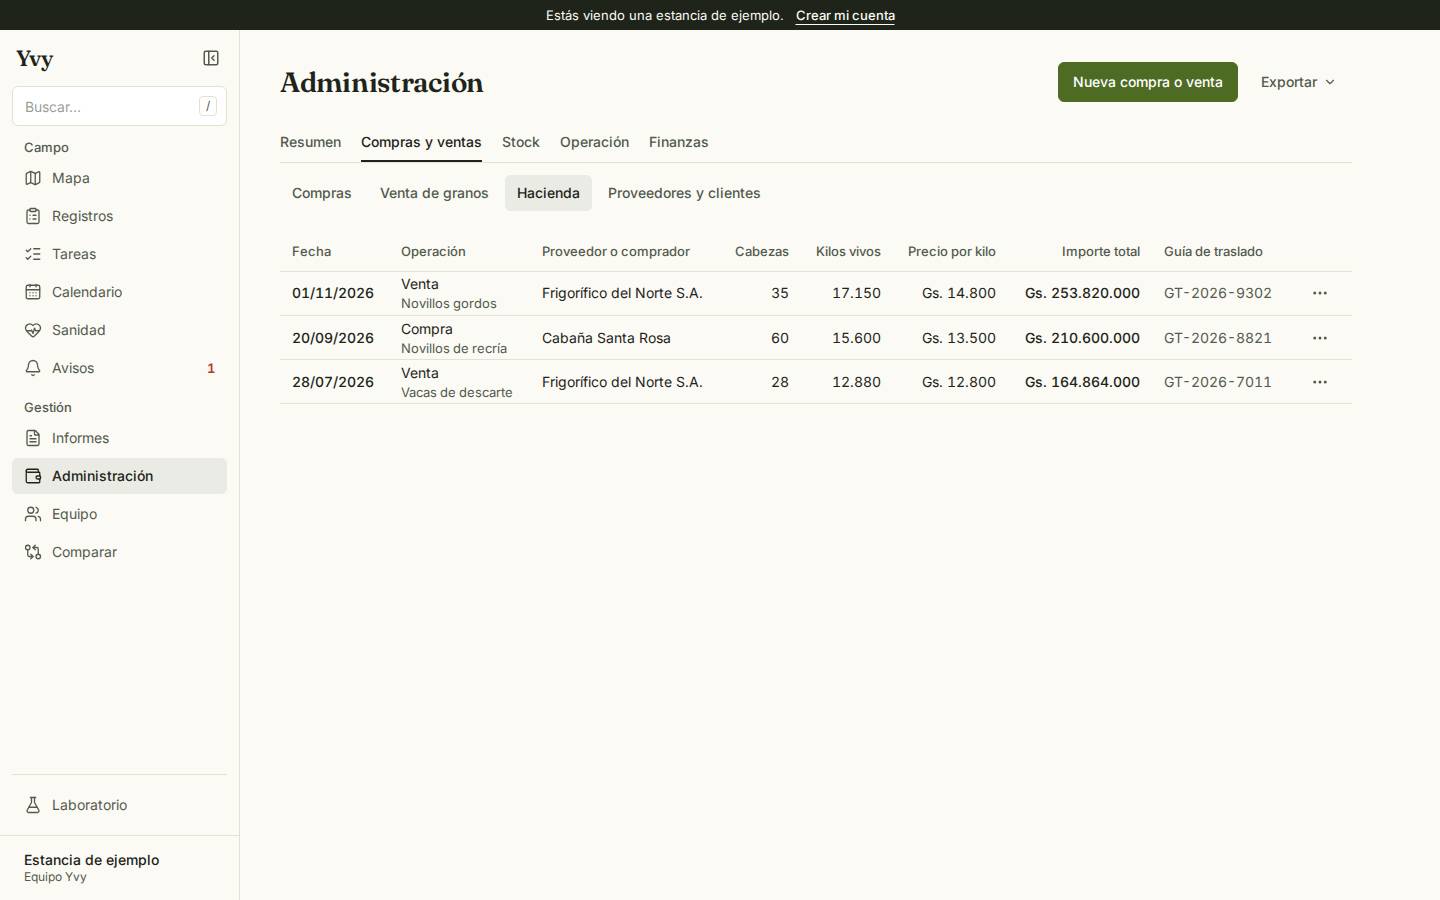 Estás viendo una estancia de ejemplo. Crear mi cuenta
Yvy
Buscar... /
Campo
Mapa
Registros
Tareas
Calendario
Sanidad
Avisos 1
Gestión
Informes
Administración
Equipo
Comparar
Laboratorio
Estancia de ejemplo
Equipo Yvy
Administración
Nueva compra o venta Exportar
Resumen Compras y ventas Stock Operación Finanzas
Compras Venta de granos Hacienda Proveedores y clientes
Fecha Operación Proveedor o comprador Cabezas Kilos vivos Precio por kilo Importe total Guía de traslado
01/11/2026 Venta Novillos gordos Frigorífico del Norte S.A. 35 17.150 Gs. 14.800 Gs. 253.820.000 GT-2026-9302
20/09/2026 Compra Novillos de recría Cabaña Santa Rosa 60 15.600 Gs. 13.500 Gs. 210.600.000 GT-2026-8821
28/07/2026 Venta Vacas de descarte Frigorífico del Norte S.A. 28 12.880 Gs. 12.800 Gs. 164.864.000 GT-2026-7011